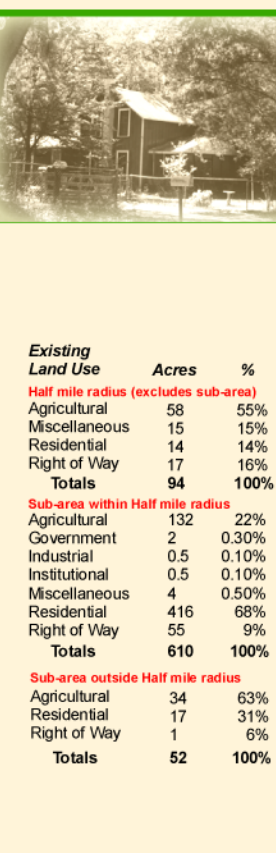 Existing
Land Use Acres %
Half mile radius (excludes sub-area)
Agricultural 58 55%
Miscellaneous 15 15%
Residential 14 14%
Right of Way 17 16%
Totals 94 100%
Sub-area within Half mile radius
Agricultural 132 22%
Government 2 0.30%
Industrial 0.5 0.10%
Institutional 0.5 0.10%
Miscellaneous 4 0.50%
Residential 416 68%
Right of Way 55 9%
Totals 610 100%
Sub-area outside Half mile radius
Agricultural 34 63%
Residential 17 31%
Right of Way 1 6%
Totals 52 100%